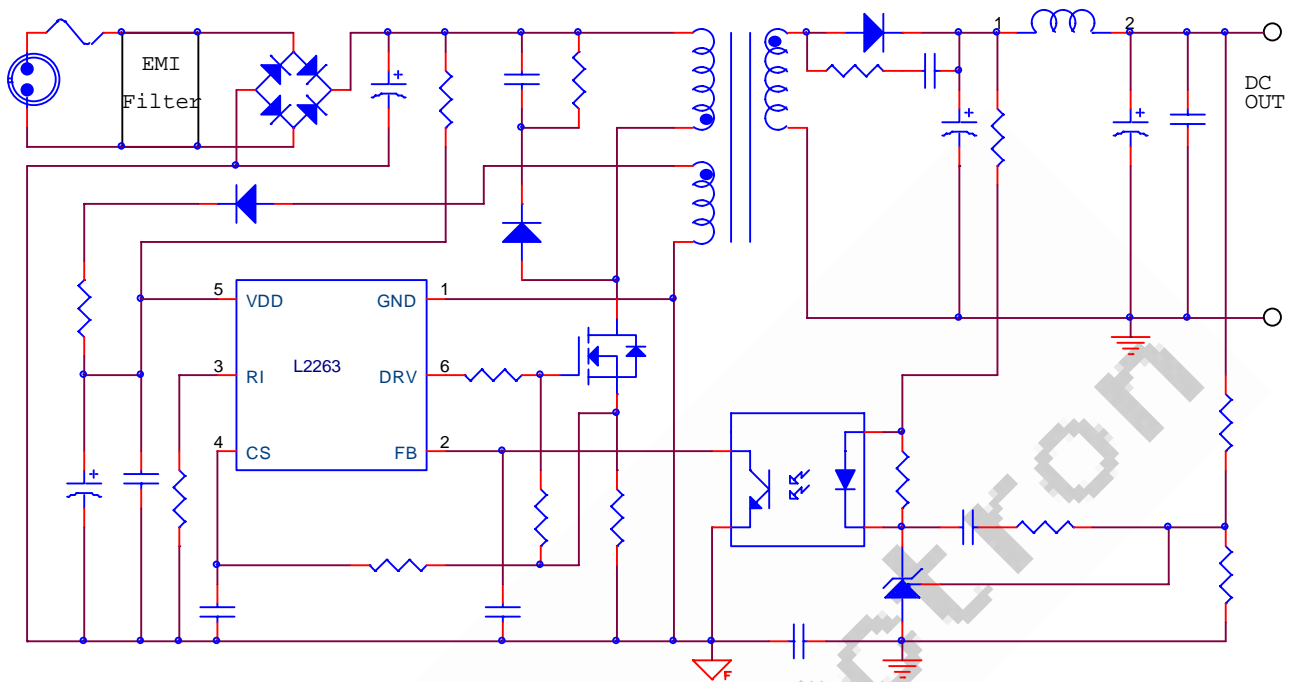 1
2
EMI
Filter
DC
OUT
+
+
+
5
VDD
GND
1
L2263
3
RI
DRV
6
4
CS
FB
2
+
F
tron